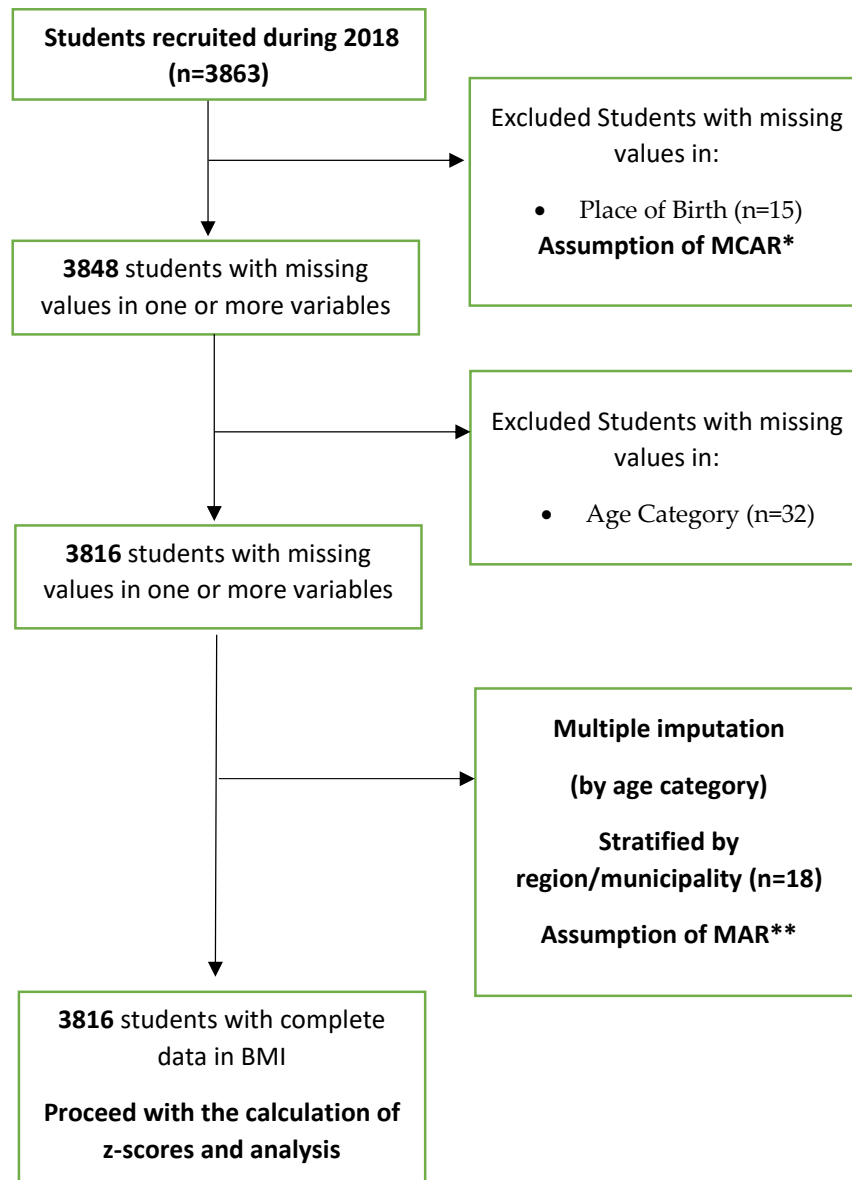 Students recruited during 2018
(n=3863)
Excluded Students with missing
values in:
• Place of Birth (n=15)
Assumption of MCAR*
3848 students with missing
values in one or more variables
Excluded Students with missing
values in:
• Age Category (n=32)
3816 students with missing
values in one or more variables
Multiple imputation
(by age category)
Stratified by
region/municipality (n=18)
Assumption of MAR**
3816 students with complete
data in BMI
Proceed with the calculation of
z-scores and analysis